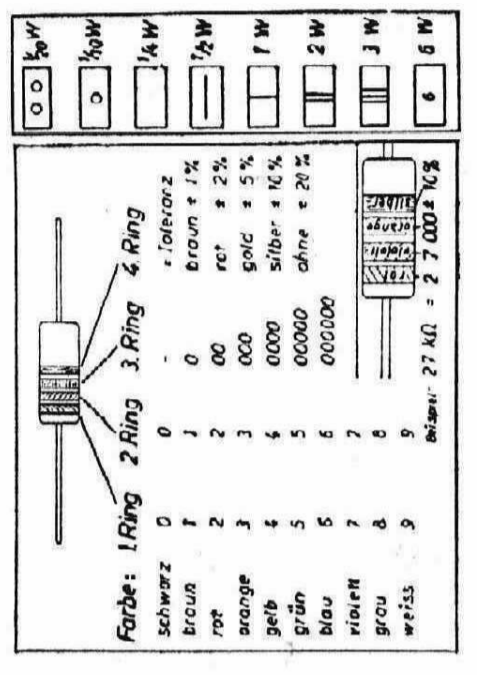 1/20 W
1/10 W
1/4 W
1/2 W
1 W
2 W
3 W
6 W
6
Farbe: 1. Ring 2. Ring 3. Ring 4. Ring
schwarz 0 0 - = Toleranz
braun 1 1 0 braun ± 1%
rot 2 2 00 rot ± 2%
orange 3 3 000 gold ± 5%
gelb 4 4 0000 silber ± 10%
grün 5 5 00000 ohne ± 20%
blau 6 6 000000
violett 7 7
grau 8 8
weiss 9 9
rot violett orange silber
Beispiel: 27 kΩ = 2 7 000 ± 10%